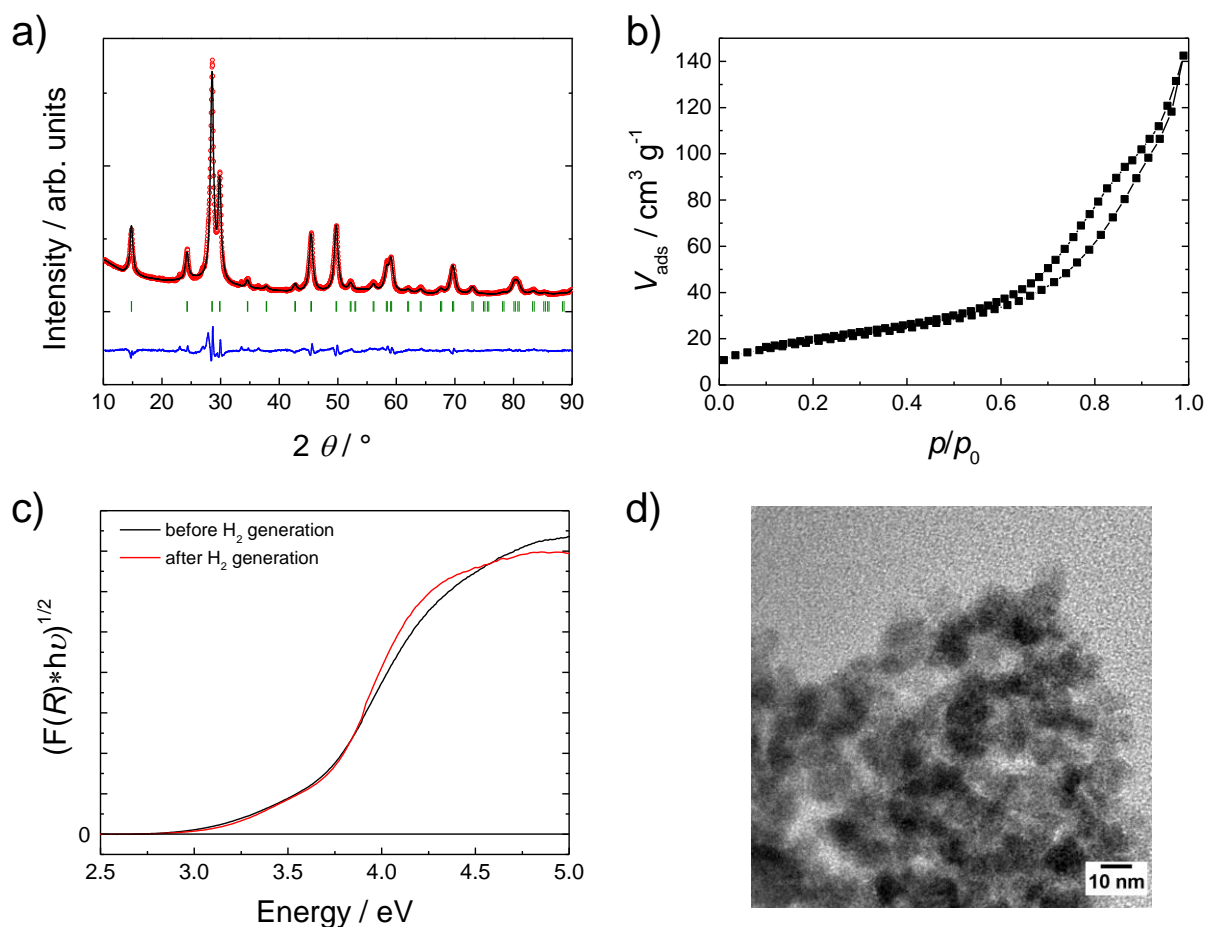 a)
Intensity / arb. units
10 20 30 40 50 60 70 80 90
2 θ / °
b)
V_ads / cm³ g⁻¹
140
120
100
80
60
40
20
0
0.0 0.2 0.4 0.6 0.8 1.0
p/p₀
c)
before H₂ generation
after H₂ generation
(F(R)*hυ)^1/2
0
2.5 3.0 3.5 4.0 4.5 5.0
Energy / eV
d)
10 nm